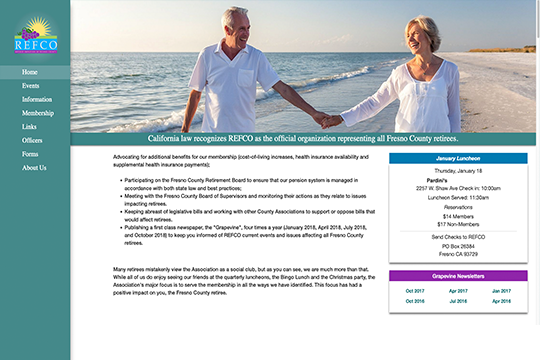 REFCO
Home
Events
Information
Membership
Links
Officers
Forms
About Us
California law recognizes REFCO as the official organization representing all Fresno County retirees.
Advocating for additional benefits for our membership (cost-of-living increases, health insurance availability and
supplemental health insurance payments);
Participating on the Fresno County Retirement Board to ensure that our pension system is managed in
accordance with both state law and best practices;
Meeting with the Fresno County Board of Supervisors and monitoring their actions as they relate to issues
impacting retirees.
Keeping abreast of legislative bills and working with other County Associations to support or oppose bills that
would affect retirees.
Publishing a first class newspaper, the "Grapevine", four times a year (January 2018, April 2018, July 2018,
and October 2018) to keep you informed of REFCO current events and issues affecting all Fresno County
retirees.
Many retirees mistakenly view the Association as a social club, but as you can see, we are much more than that.
While all of us do enjoy seeing our friends at the quarterly luncheons, the Bingo Lunch and the Christmas party, the
Association's major focus is to serve the membership in all the ways we have identified. This focus has had a
positive impact on you, the Fresno County retiree.
January Luncheon
Thursday, January 18
Pardini's
2257 W. Shaw Ave Check in: 10:00am
Luncheon Served: 11:30am
Reservations
$14 Members
$17 Non-Members
Send Checks to REFCO
PO Box 26384
Fresno CA 93729
Grapevine Newsletters
Oct 2017 Apr 2017 Jan 2017
Oct 2016 Jul 2016 Apr 2016